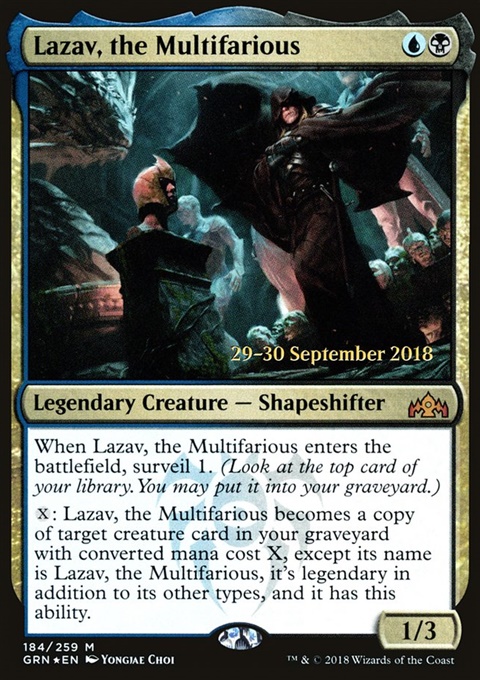 Lazav, the Multifarious
29-30 September 2018
Legendary Creature — Shapeshifter
When Lazav, the Multifarious enters the
battlefield, surveil 1. (Look at the top card of
your library. You may put it into your graveyard.)
X: Lazav, the Multifarious becomes a copy
of target creature card in your graveyard
with converted mana cost X, except its name
is Lazav, the Multifarious, it's legendary in
addition to its other types, and it has this
ability.
1/3
184/259 M
GRN★EN Yongjae Choi
™ & © 2018 Wizards of the Coast